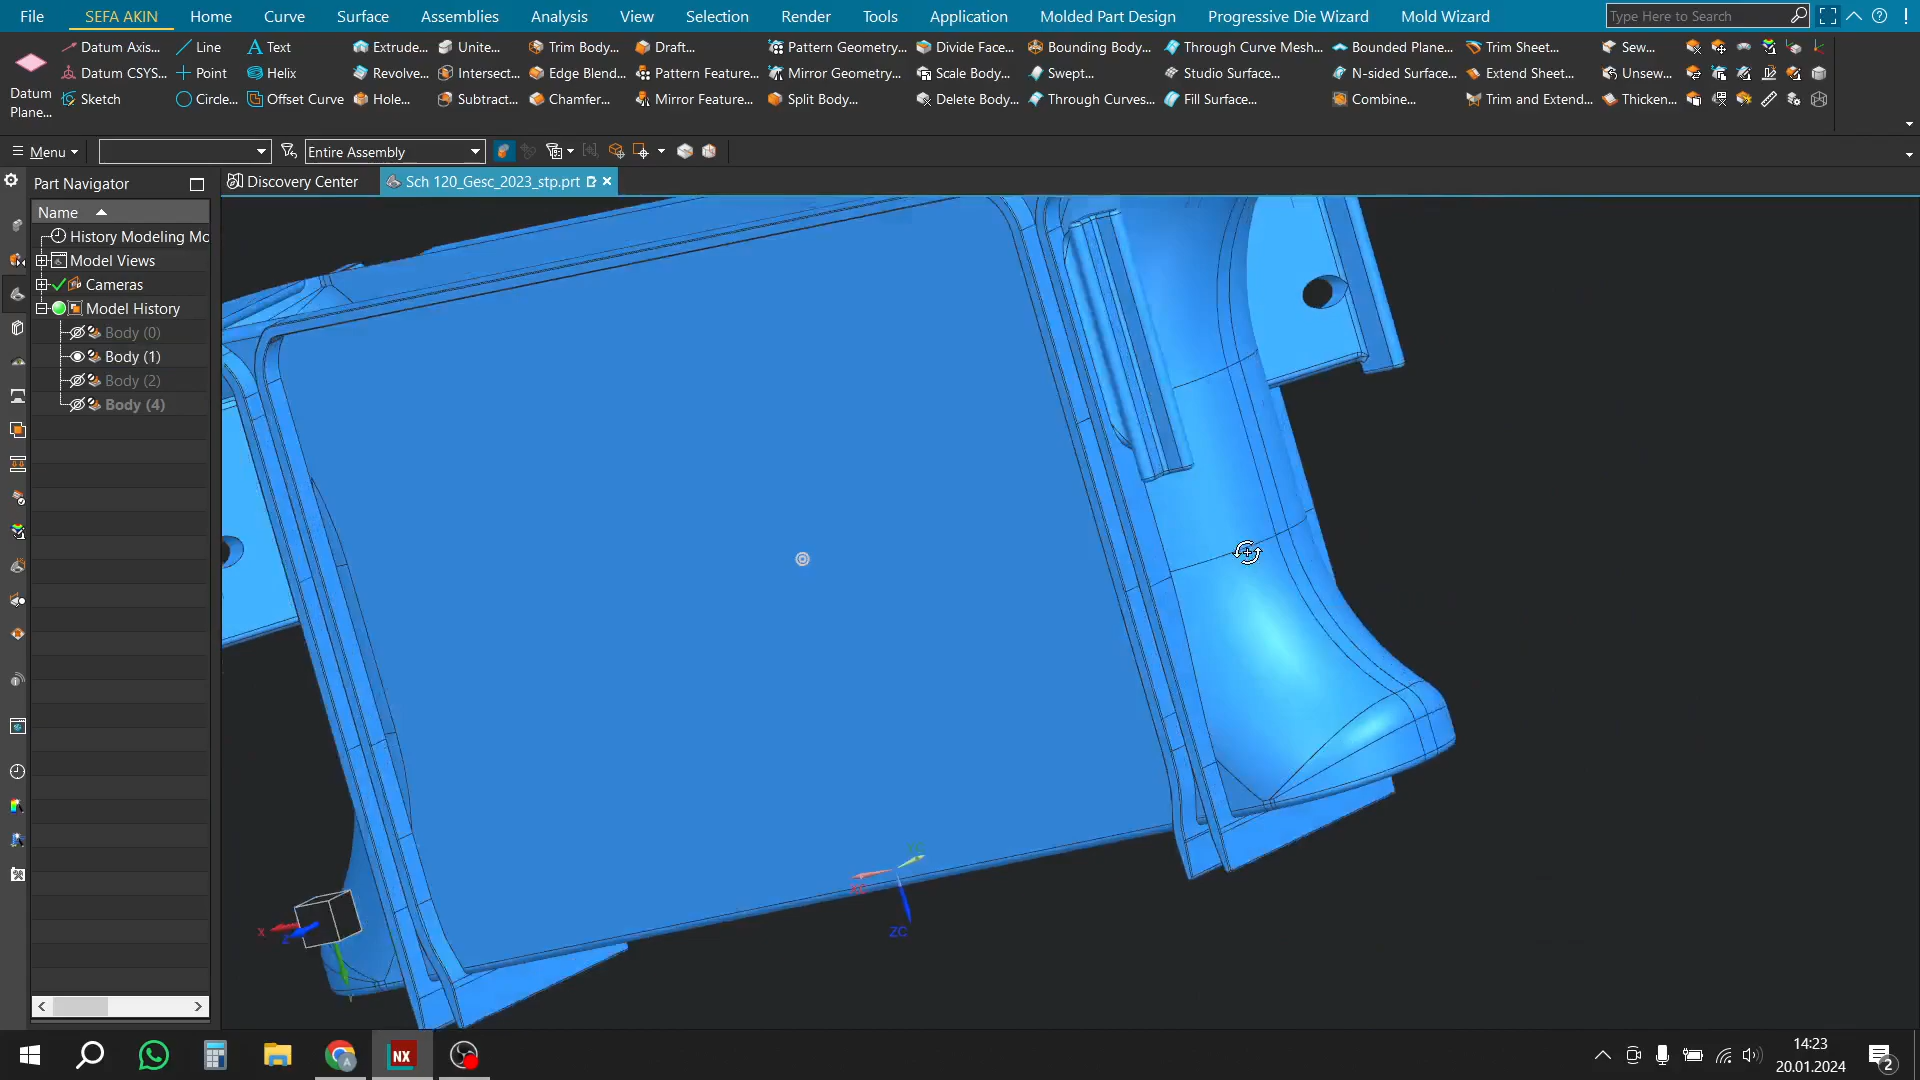 File SEFA AKIN Home Curve Surface Assemblies Analysis View Selection Render Tools Application Molded Part Design Progressive Die Wizard Mold Wizard Type Here to Search
Datum Plane...
Datum Axis... Line Text Extrude... Unite... Trim Body... Draft... Pattern Geometry... Divide Face... Bounding Body... Through Curve Mesh... Bounded Plane... Trim Sheet... Sew...
Datum CSYS... Point Helix Revolve... Intersect... Edge Blend... Pattern Feature... Mirror Geometry... Scale Body... Swept... Studio Surface... N-sided Surface... Extend Sheet... Unsew...
Sketch Circle... Offset Curve Hole... Subtract... Chamfer... Mirror Feature... Split Body... Delete Body... Through Curves... Fill Surface... Combine... Trim and Extend... Thicken...
Menu Entire Assembly
Part Navigator Discovery Center Sch 120_Gesc_2023_stp.prt
Name
History Modeling Mo
Model Views
Cameras
Model History
Body (0)
Body (1)
Body (2)
Body (4)
ZC
X
Z
NX
14:23
20.01.2024
2